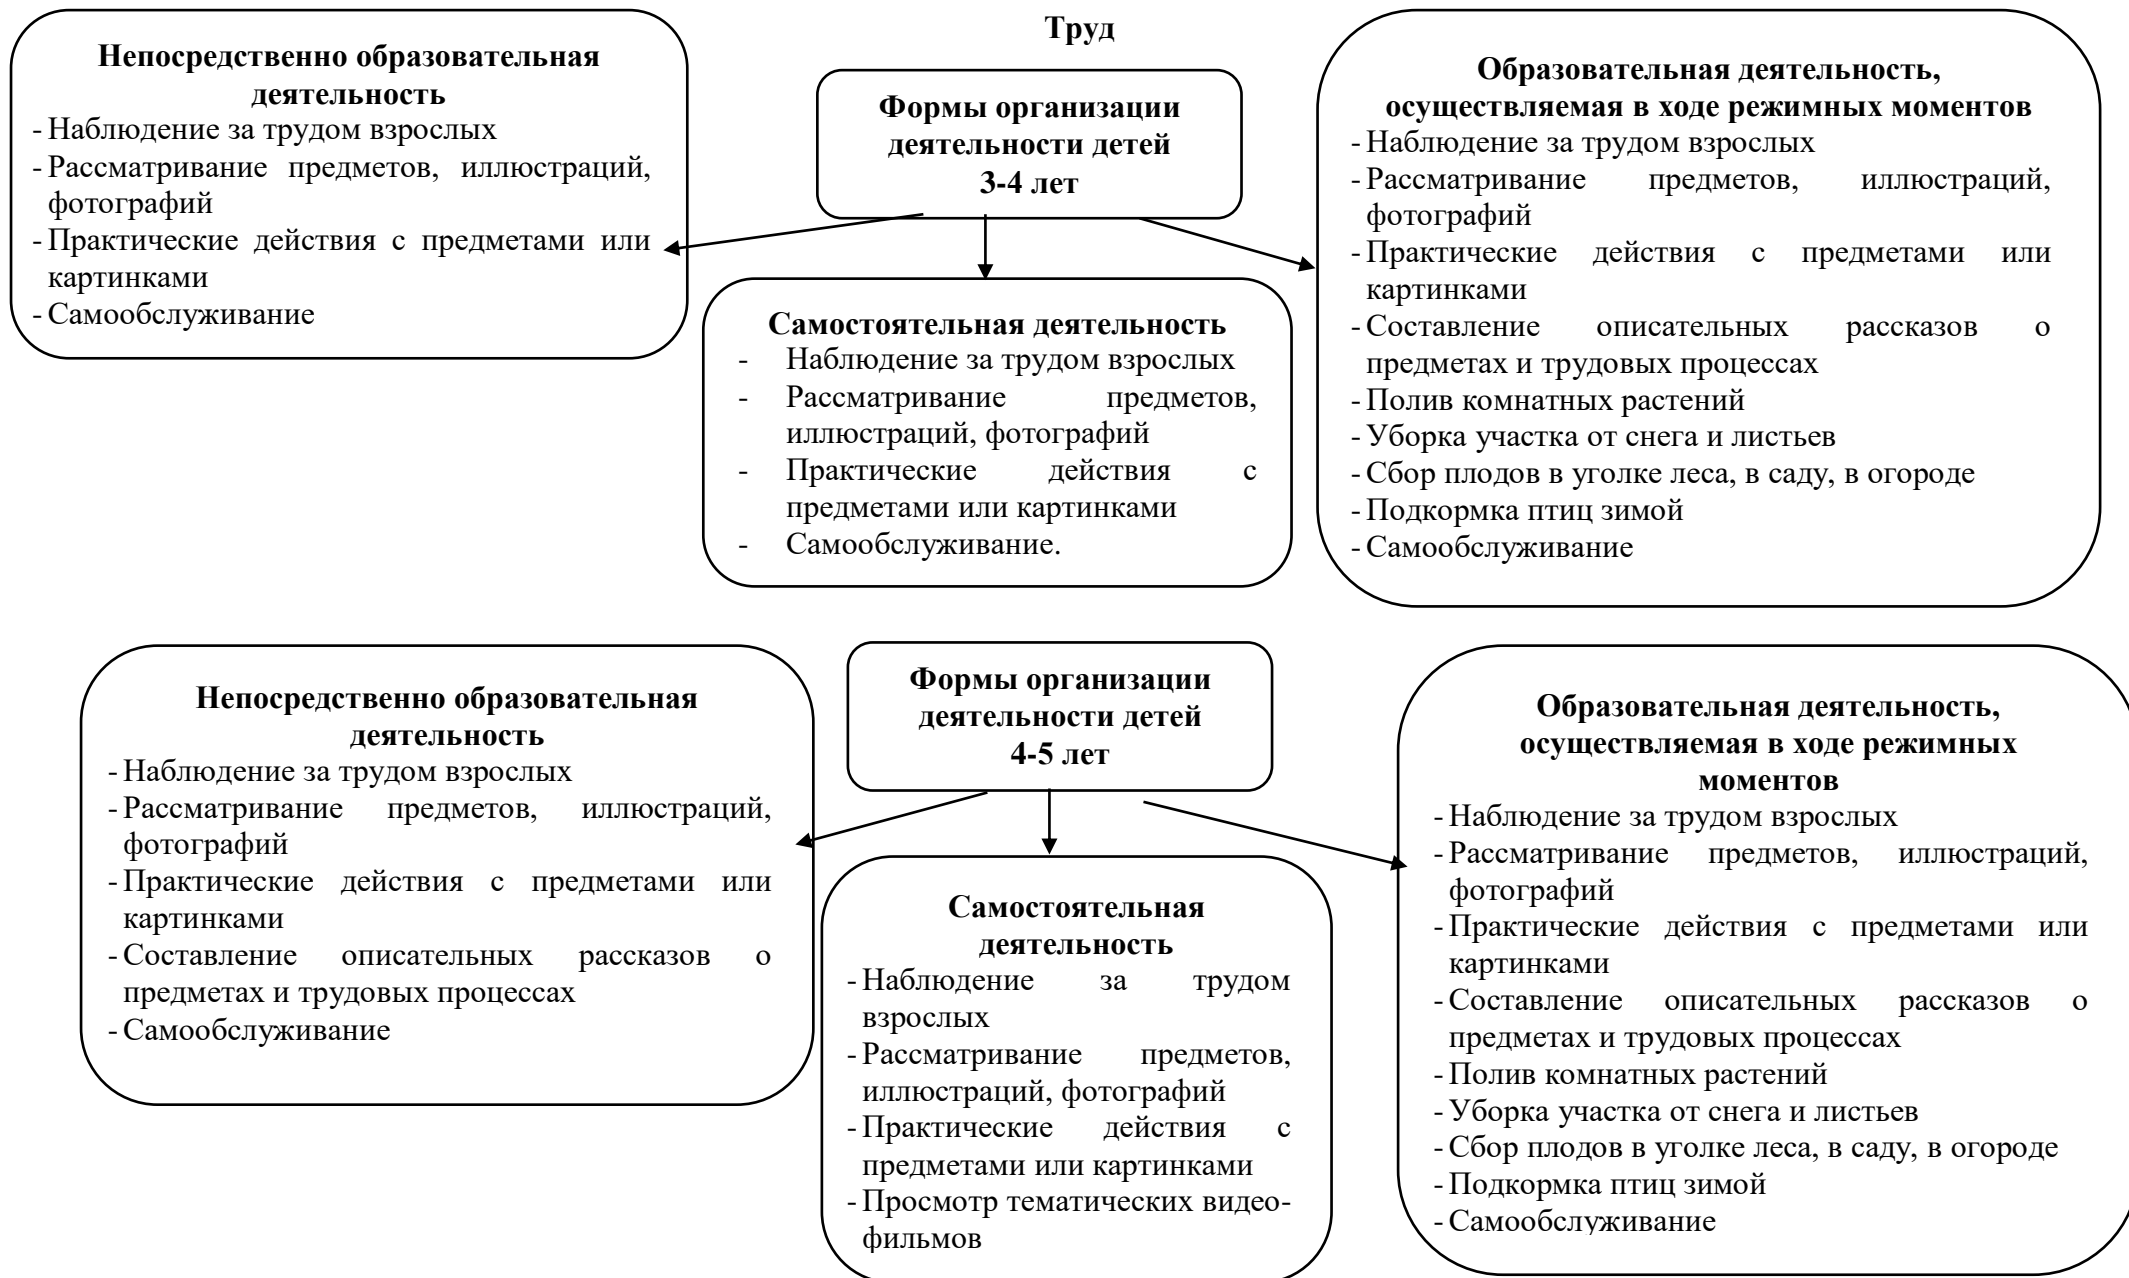 Труд
Непосредственно образовательная
деятельность
- Наблюдение за трудом взрослых
- Рассматривание предметов, иллюстраций,
фотографий
- Практические действия с предметами или
картинками
- Самообслуживание
Формы организации
деятельности детей
3-4 лет
Образовательная деятельность,
осуществляемая в ходе режимных моментов
- Наблюдение за трудом взрослых
- Рассматривание предметов, иллюстраций,
фотографий
- Практические действия с предметами или
картинками
- Составление описательных рассказов о
предметах и трудовых процессах
- Полив комнатных растений
- Уборка участка от снега и листьев
- Сбор плодов в уголке леса, в саду, в огороде
- Подкормка птиц зимой
- Самообслуживание
Самостоятельная деятельность
- Наблюдение за трудом взрослых
- Рассматривание предметов,
иллюстраций, фотографий
- Практические действия с
предметами или картинками
- Самообслуживание.
Непосредственно образовательная
деятельность
- Наблюдение за трудом взрослых
- Рассматривание предметов, иллюстраций,
фотографий
- Практические действия с предметами или
картинками
- Составление описательных рассказов о
предметах и трудовых процессах
- Самообслуживание
Формы организации
деятельности детей
4-5 лет
Образовательная деятельность,
осуществляемая в ходе режимных
моментов
- Наблюдение за трудом взрослых
- Рассматривание предметов, иллюстраций,
фотографий
- Практические действия с предметами или
картинками
- Составление описательных рассказов о
предметах и трудовых процессах
- Полив комнатных растений
- Уборка участка от снега и листьев
- Сбор плодов в уголке леса, в саду, в огороде
- Подкормка птиц зимой
- Самообслуживание
Самостоятельная
деятельность
- Наблюдение за трудом
взрослых
- Рассматривание предметов,
иллюстраций, фотографий
- Практические действия с
предметами или картинками
- Просмотр тематических видео-
фильмов